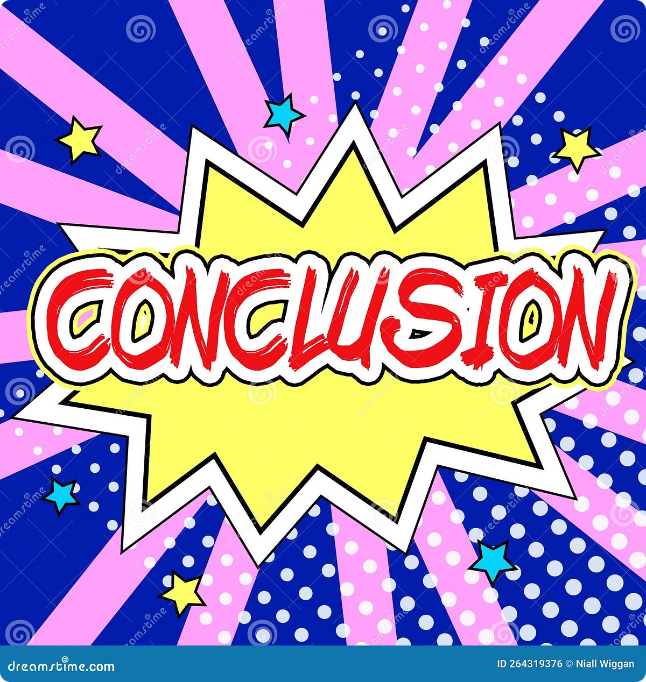 CONCLUSION
dreamstime.com
ID 264319376 © Niall Wiggan